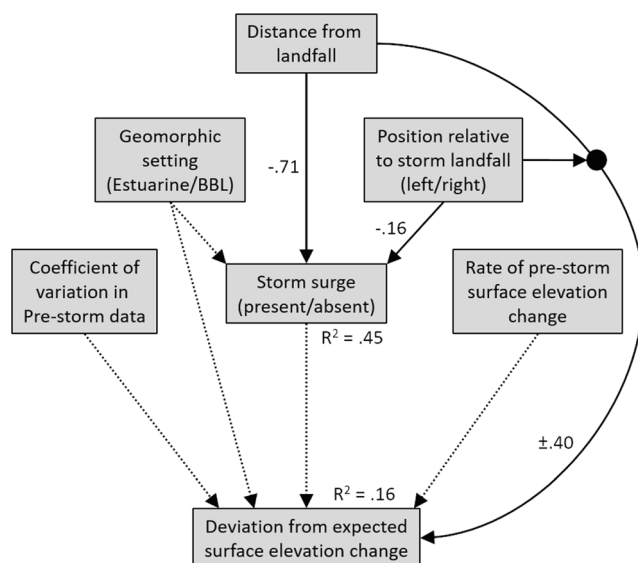 Distance from
landfall
Geomorphic
setting
(Estuarine/BBL)
-.71
Position relative
to storm landfall
(left/right)
-.16
Coefficient of
variation in
Pre-storm data
Storm surge
(present/absent)
R² = .45
Rate of pre-storm
surface elevation
change
±.40
R² = .16
Deviation from expected
surface elevation change